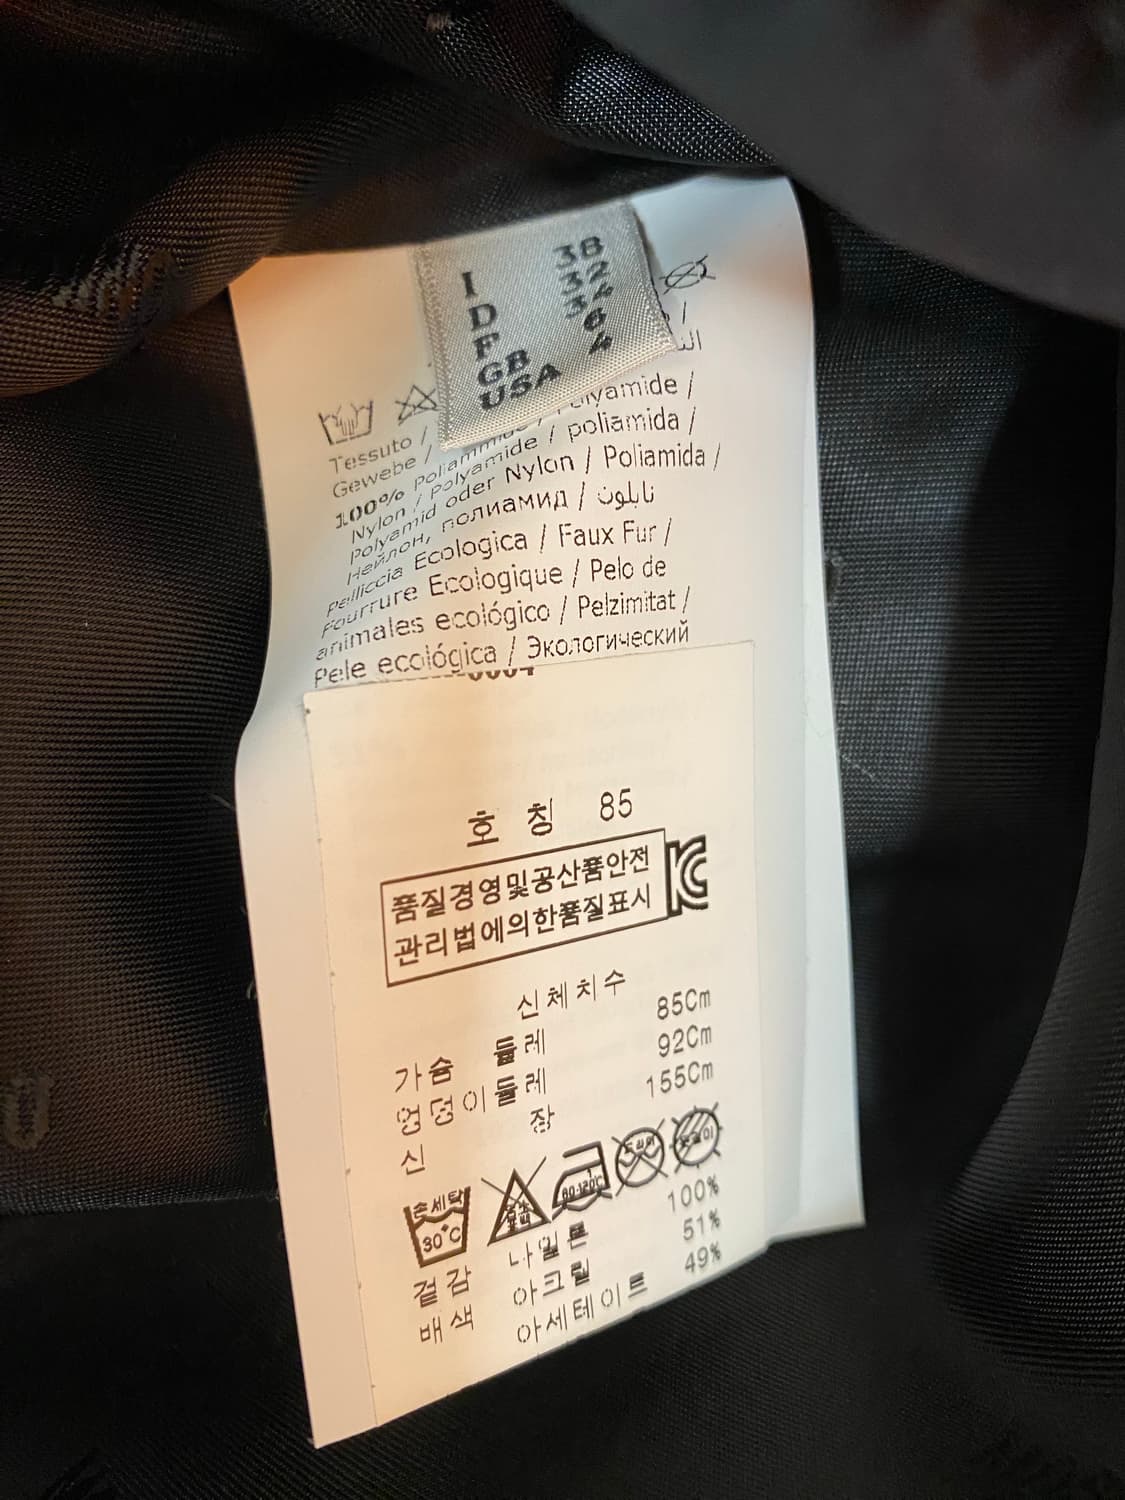 I 38
D 32
F 34
GB 6
USA 4
Tessuto /
Gewebe /
100%
Nylon / Polyamide / poliamida /
Polyamid oder Nylon / Poliamida /
Нейлон, полиамид / نايلون
Pelliccia Ecologica / Faux Fur /
Fourrure Ecologique / Pelo de
animales ecológico / Pelzimitat /
Pele ecológica / Экологический
호 칭 85
품질경영및공산품안전
관리법에의한품질표시
KC
신체치수
가슴 둘레 85Cm
엉덩이둘레 92Cm
신 장 155Cm
손세탁
30°C
80-120°C
드라이
겉감 나일론 100%
배색 아크릴 51%
아세테이트 49%